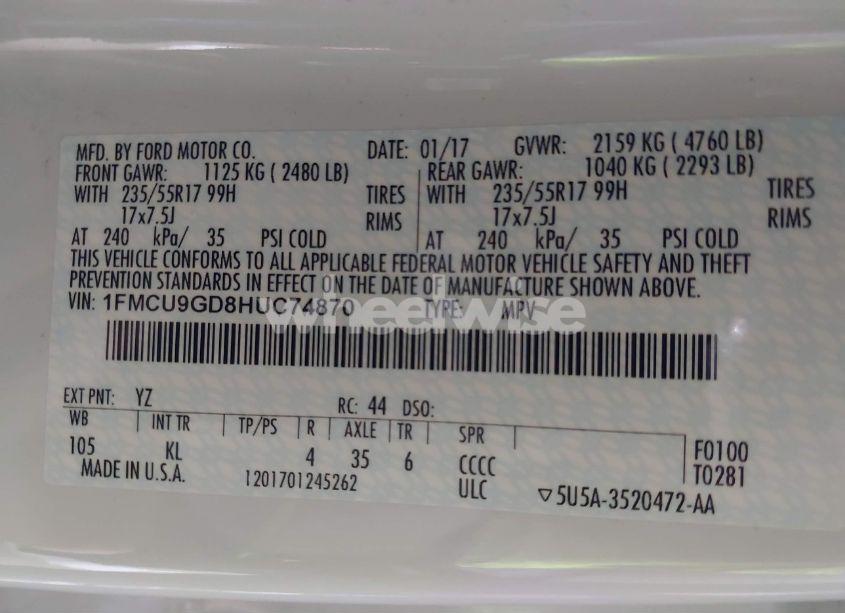 MFD. BY FORD MOTOR CO. DATE: 01/17 GVWR: 2159 KG ( 4760 LB)
FRONT GAWR: 1125 KG ( 2480 LB) REAR GAWR: 1040 KG ( 2293 LB)
WITH 235/55R17 99H TIRES WITH 235/55R17 99H TIRES
17x7.5J RIMS 17x7.5J RIMS
AT 240 kPa/ 35 PSI COLD AT 240 kPa/ 35 PSI COLD
THIS VEHICLE CONFORMS TO ALL APPLICABLE FEDERAL MOTOR VEHICLE SAFETY AND THEFT
PREVENTION STANDARDS IN EFFECT ON THE DATE OF MANUFACTURE SHOWN ABOVE.
VIN: 1FMCU9GD8HUC74870 TYPE: MPV
wheelwise
EXT PNT: YZ RC: 44 DSO:
WB INT TR TP/PS R AXLE TR SPR
105 KL 4 35 6 CCCC F0100
MADE IN U.S.A. 1201701245262 ULC T0281
▽5U5A-3520472-AA